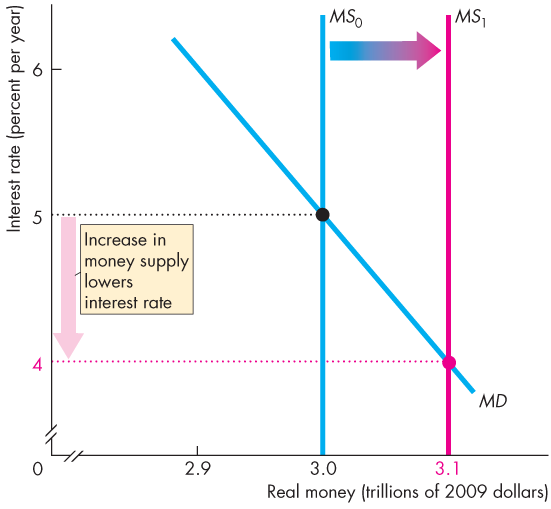 Interest rate (percent per year)
MS0
MS1
6
5
Increase in
money supply
lowers
interest rate
4
MD
0
2.9
3.0
3.1
Real money (trillions of 2009 dollars)